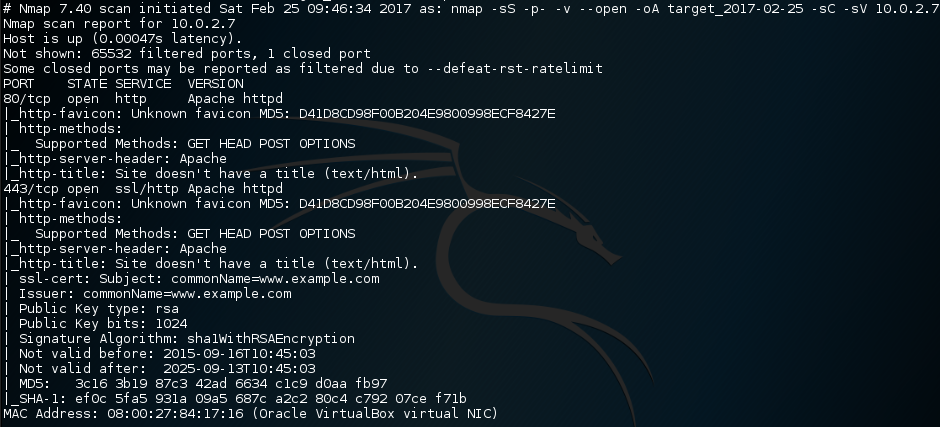 # Nmap 7.40 scan initiated Sat Feb 25 09:46:34 2017 as: nmap -sS -p- -v --open -oA target_2017-02-25 -sC -sV 10.0.2.7
Nmap scan report for 10.0.2.7
Host is up (0.00047s latency).
Not shown: 65532 filtered ports, 1 closed port
Some closed ports may be reported as filtered due to --defeat-rst-ratelimit
PORT    STATE SERVICE  VERSION
80/tcp  open  http     Apache httpd
|_http-favicon: Unknown favicon MD5: D41D8CD98F00B204E9800998ECF8427E
| http-methods:
|_  Supported Methods: GET HEAD POST OPTIONS
|_http-server-header: Apache
|_http-title: Site doesn't have a title (text/html).
443/tcp open  ssl/http Apache httpd
|_http-favicon: Unknown favicon MD5: D41D8CD98F00B204E9800998ECF8427E
| http-methods:
|_  Supported Methods: GET HEAD POST OPTIONS
|_http-server-header: Apache
|_http-title: Site doesn't have a title (text/html).
| ssl-cert: Subject: commonName=www.example.com
| Issuer: commonName=www.example.com
| Public Key type: rsa
| Public Key bits: 1024
| Signature Algorithm: sha1WithRSAEncryption
| Not valid before: 2015-09-16T10:45:03
| Not valid after:  2025-09-13T10:45:03
| MD5:   3c16 3b19 87c3 42ad 6634 c1c9 d0aa fb97
|_SHA-1: ef0c 5fa5 931a 09a5 687c a2c2 80c4 c792 07ce f71b
MAC Address: 08:00:27:84:17:16 (Oracle VirtualBox virtual NIC)